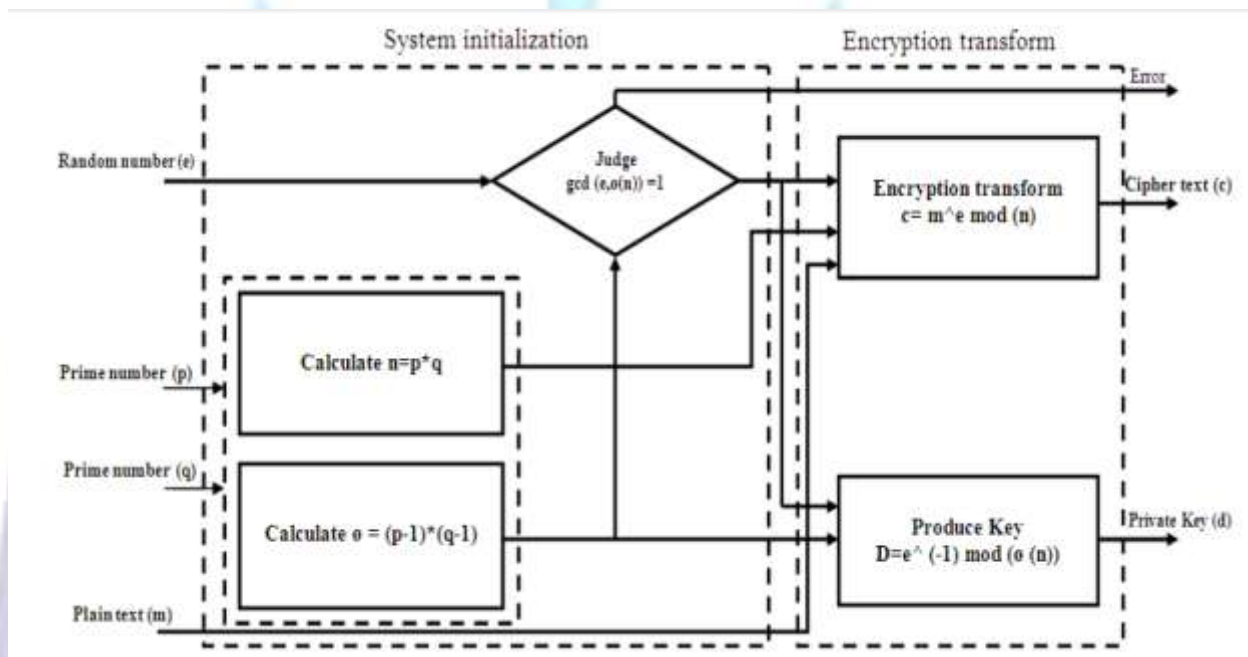 System initialization
Encryption transform
Error
Random number (e)
Judge
gcd (e,o(n)) =1
Encryption transform
c= m^e mod (n)
Cipher text (c)
Calculate n=p*q
Prime number (p)
Prime number (q)
Calculate o = (p-1)*(q-1)
Produce Key
D=e^ (-1) mod (o (n))
Private Key (d)
Plain text (m)